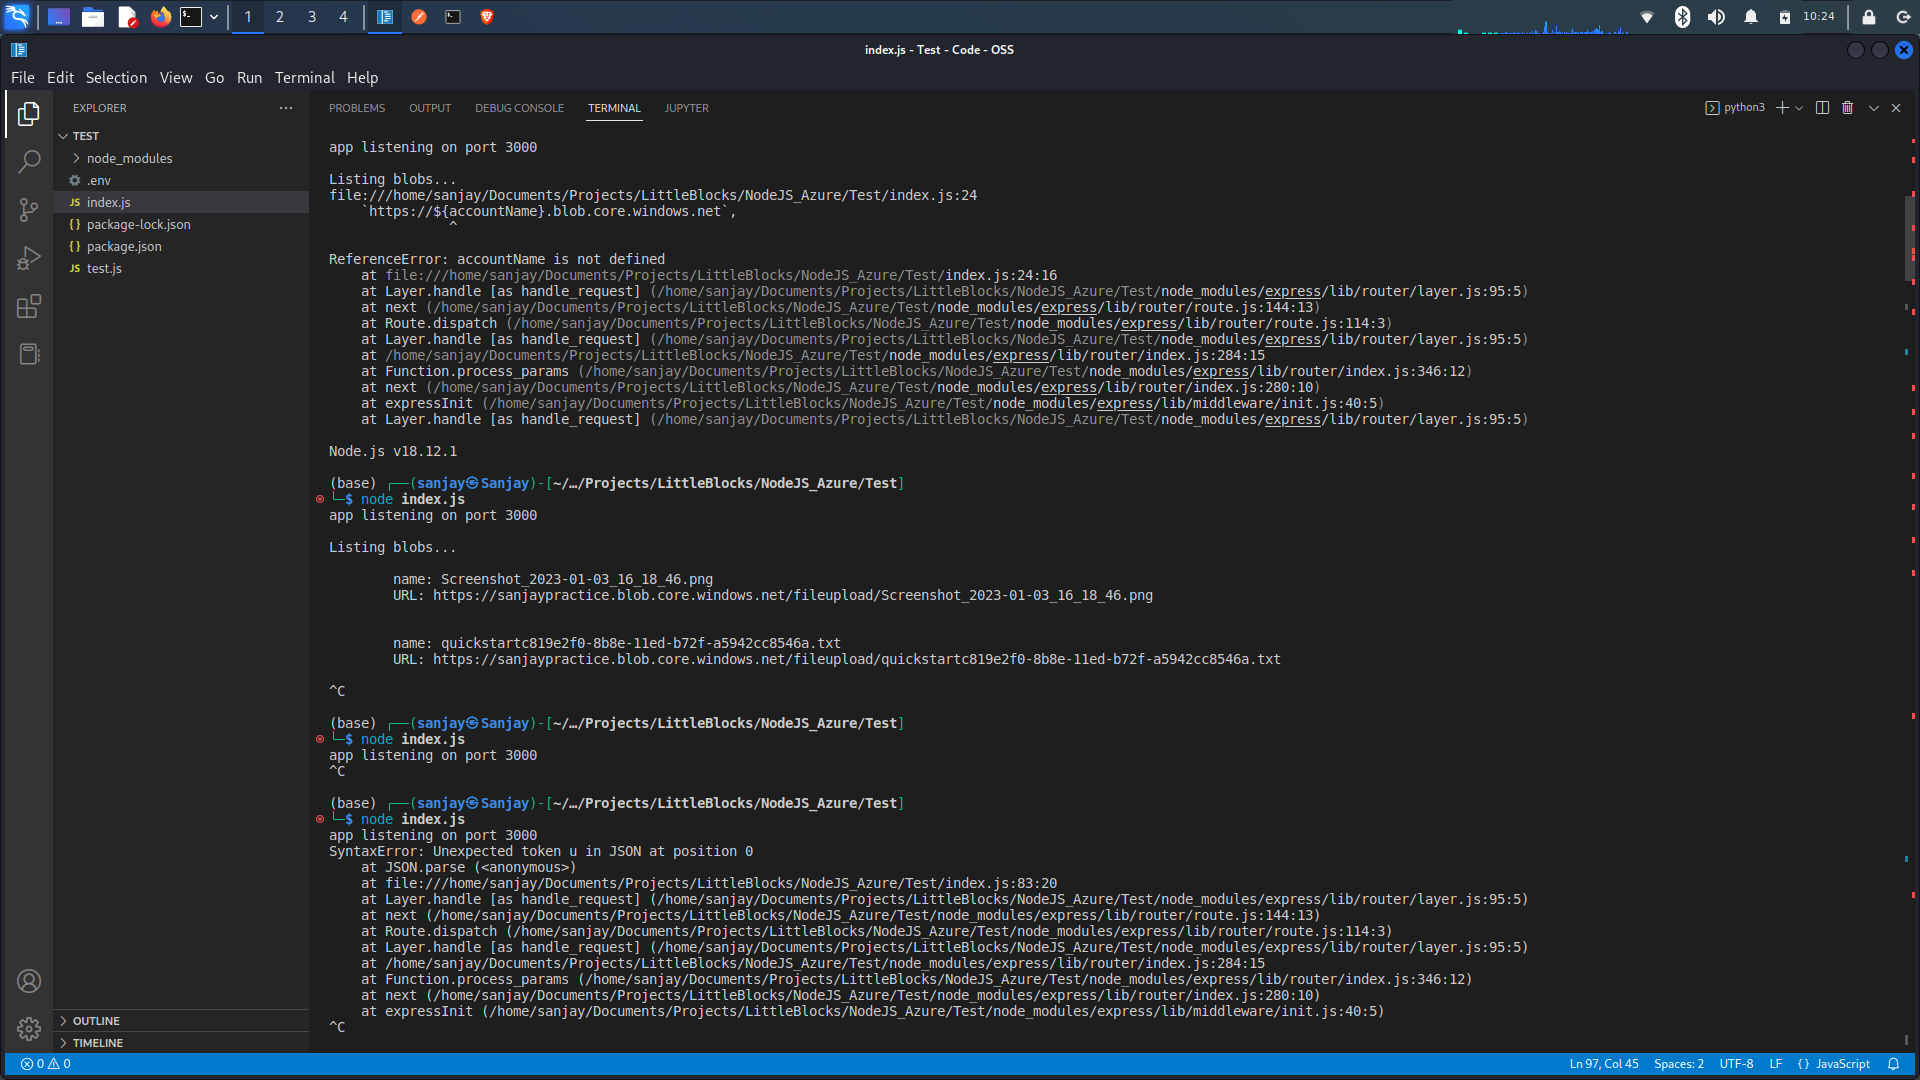 1 2 3 4
10:24
index.js - Test - Code - OSS
File Edit Selection View Go Run Terminal Help
EXPLORER
TEST
node_modules
.env
JS index.js
{} package-lock.json
{} package.json
JS test.js
OUTLINE
TIMELINE
PROBLEMS OUTPUT DEBUG CONSOLE TERMINAL JUPYTER
python3
app listening on port 3000
Listing blobs...
file:///home/sanjay/Documents/Projects/LittleBlocks/NodeJS_Azure/Test/index.js:24
`https://${accountName}.blob.core.windows.net`,
^
ReferenceError: accountName is not defined
at file:///home/sanjay/Documents/Projects/LittleBlocks/NodeJS_Azure/Test/index.js:24:16
at Layer.handle [as handle_request] (/home/sanjay/Documents/Projects/LittleBlocks/NodeJS_Azure/Test/node_modules/express/lib/router/layer.js:95:5)
at next (/home/sanjay/Documents/Projects/LittleBlocks/NodeJS_Azure/Test/node_modules/express/lib/router/route.js:144:13)
at Route.dispatch (/home/sanjay/Documents/Projects/LittleBlocks/NodeJS_Azure/Test/node_modules/express/lib/router/route.js:114:3)
at Layer.handle [as handle_request] (/home/sanjay/Documents/Projects/LittleBlocks/NodeJS_Azure/Test/node_modules/express/lib/router/layer.js:95:5)
at /home/sanjay/Documents/Projects/LittleBlocks/NodeJS_Azure/Test/node_modules/express/lib/router/index.js:284:15
at Function.process_params (/home/sanjay/Documents/Projects/LittleBlocks/NodeJS_Azure/Test/node_modules/express/lib/router/index.js:346:12)
at next (/home/sanjay/Documents/Projects/LittleBlocks/NodeJS_Azure/Test/node_modules/express/lib/router/index.js:280:10)
at expressInit (/home/sanjay/Documents/Projects/LittleBlocks/NodeJS_Azure/Test/node_modules/express/lib/middleware/init.js:40:5)
at Layer.handle [as handle_request] (/home/sanjay/Documents/Projects/LittleBlocks/NodeJS_Azure/Test/node_modules/express/lib/router/layer.js:95:5)
Node.js v18.12.1
(base) ┌──(sanjay㉿Sanjay)-[~/…/Projects/LittleBlocks/NodeJS_Azure/Test]
└─$ node index.js
app listening on port 3000
Listing blobs...
name: Screenshot_2023-01-03_16_18_46.png
URL: https://sanjaypractice.blob.core.windows.net/fileupload/Screenshot_2023-01-03_16_18_46.png
name: quickstartc819e2f0-8b8e-11ed-b72f-a5942cc8546a.txt
URL: https://sanjaypractice.blob.core.windows.net/fileupload/quickstartc819e2f0-8b8e-11ed-b72f-a5942cc8546a.txt
^C
(base) ┌──(sanjay㉿Sanjay)-[~/…/Projects/LittleBlocks/NodeJS_Azure/Test]
└─$ node index.js
app listening on port 3000
^C
(base) ┌──(sanjay㉿Sanjay)-[~/…/Projects/LittleBlocks/NodeJS_Azure/Test]
└─$ node index.js
app listening on port 3000
SyntaxError: Unexpected token u in JSON at position 0
at JSON.parse (<anonymous>)
at file:///home/sanjay/Documents/Projects/LittleBlocks/NodeJS_Azure/Test/index.js:83:20
at Layer.handle [as handle_request] (/home/sanjay/Documents/Projects/LittleBlocks/NodeJS_Azure/Test/node_modules/express/lib/router/layer.js:95:5)
at next (/home/sanjay/Documents/Projects/LittleBlocks/NodeJS_Azure/Test/node_modules/express/lib/router/route.js:144:13)
at Route.dispatch (/home/sanjay/Documents/Projects/LittleBlocks/NodeJS_Azure/Test/node_modules/express/lib/router/route.js:114:3)
at Layer.handle [as handle_request] (/home/sanjay/Documents/Projects/LittleBlocks/NodeJS_Azure/Test/node_modules/express/lib/router/layer.js:95:5)
at /home/sanjay/Documents/Projects/LittleBlocks/NodeJS_Azure/Test/node_modules/express/lib/router/index.js:284:15
at Function.process_params (/home/sanjay/Documents/Projects/LittleBlocks/NodeJS_Azure/Test/node_modules/express/lib/router/index.js:346:12)
at next (/home/sanjay/Documents/Projects/LittleBlocks/NodeJS_Azure/Test/node_modules/express/lib/router/index.js:280:10)
at expressInit (/home/sanjay/Documents/Projects/LittleBlocks/NodeJS_Azure/Test/node_modules/express/lib/middleware/init.js:40:5)
^C
0 0
Ln 97, Col 45 Spaces: 2 UTF-8 LF {} JavaScript